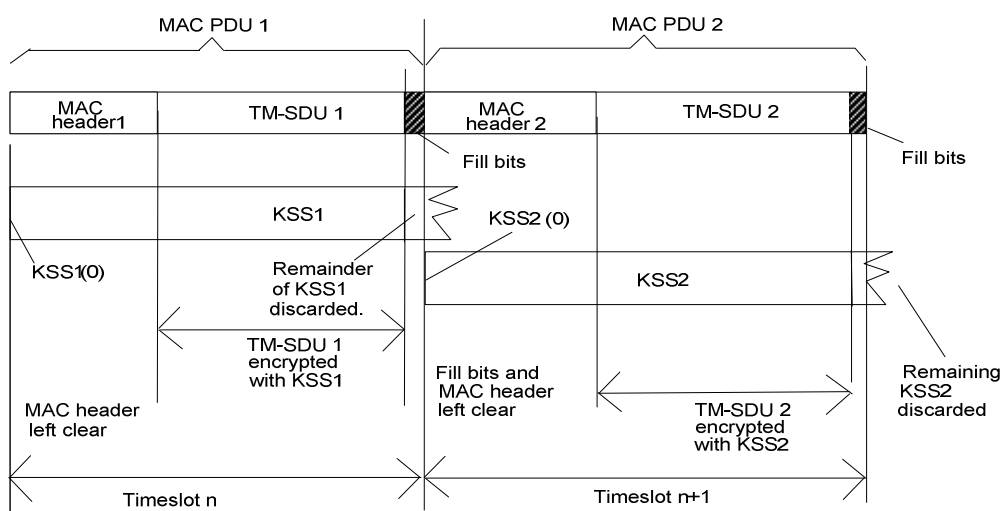 MAC PDU 1
MAC PDU 2
MAC
header1
TM-SDU 1
MAC
header 2
TM-SDU 2
Fill bits
Fill bits
KSS1
KSS2 (0)
KSS1(0)
Remainder
of KSS1
discarded.
KSS2
TM-SDU 1
encrypted
with KSS1
Fill bits and
MAC header
left clear
Remaining
KSS2
discarded
MAC header
left clear
TM-SDU 2
encrypted
with KSS2
Timeslot n
Timeslot n+1